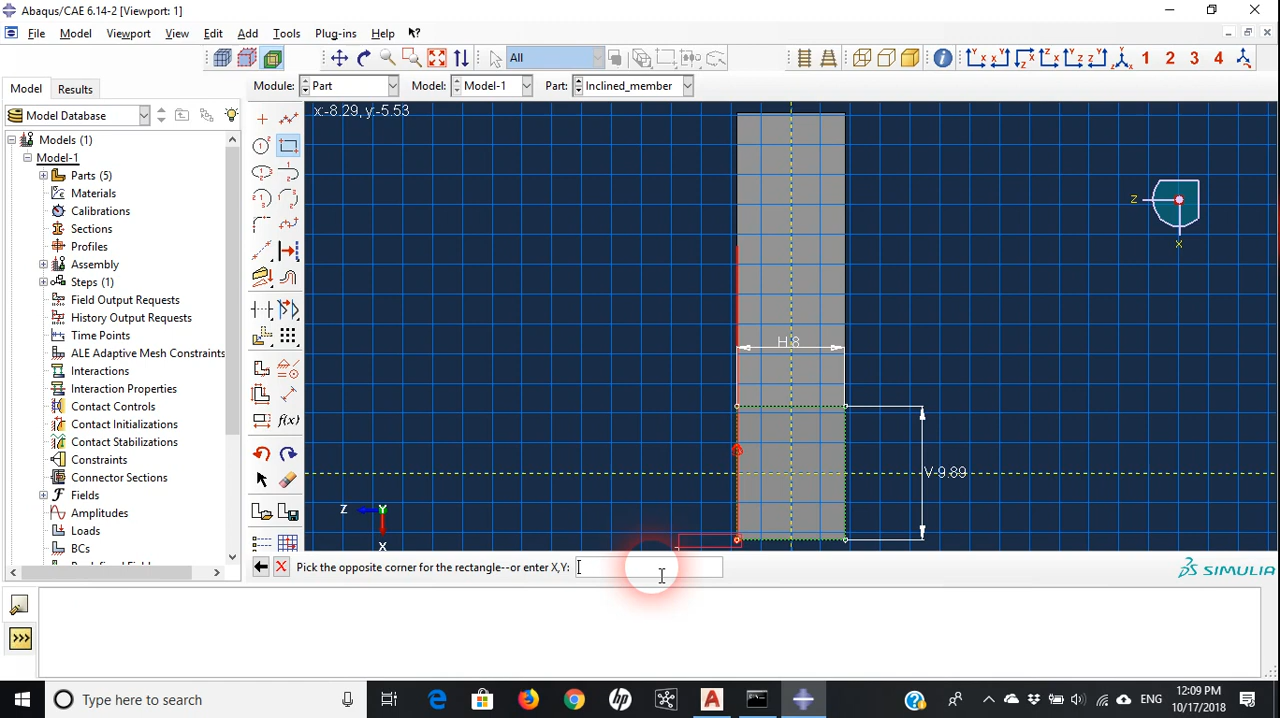 Abaqus/CAE 6.14-2 [Viewport: 1]
File Model Viewport View Edit Add Tools Plug-ins Help
All
1 2 3 4
Model Results
Module: Part Model: Model-1 Part: Inclined_member
Model Database
x:-8.29, y:-5.53
Models (1)
Model-1
Parts (5)
Materials
Calibrations
Sections
Profiles
Assembly
Steps (1)
Field Output Requests
History Output Requests
Time Points
ALE Adaptive Mesh Constraints
Interactions
Interaction Properties
Contact Controls
Contact Initializations
Contact Stabilizations
Constraints
Connector Sections
Fields
Amplitudes
Loads
BCs
f(x)
Z
X
H-8
V-9.89
Z Y
X
Pick the opposite corner for the rectangle--or enter X,Y:
SIMULIA
>>>
Type here to search
hp
ENG
12:09 PM
10/17/2018